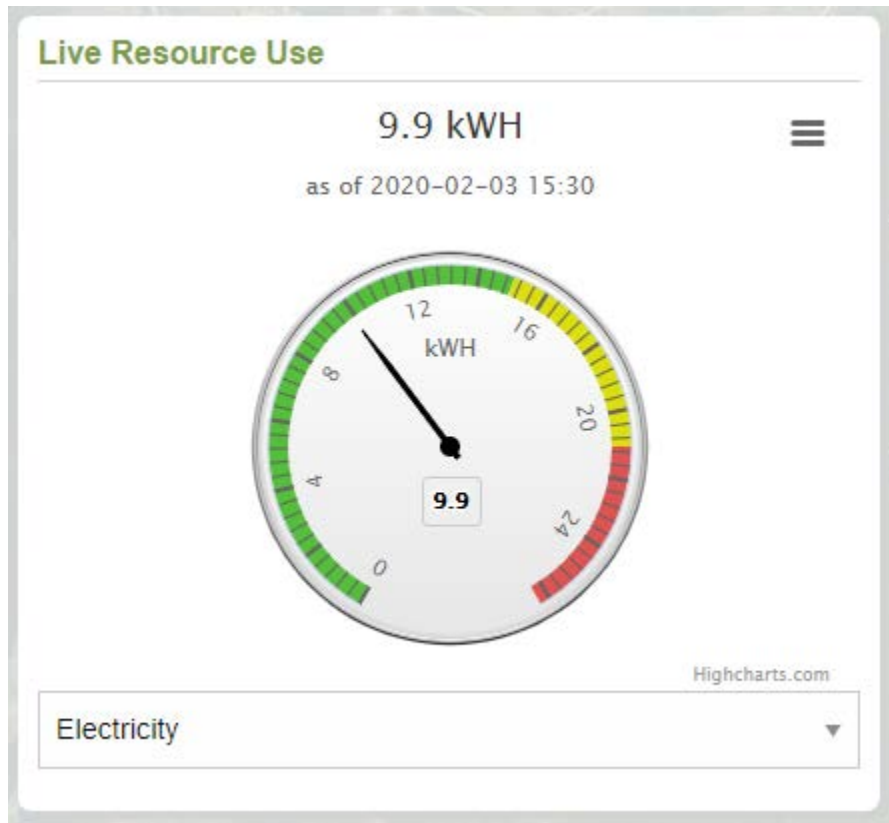 Live Resource Use
9.9 kWH
as of 2020-02-03 15:30
0
4
8
12
16
20
24
kWH
9.9
Highcharts.com
Electricity